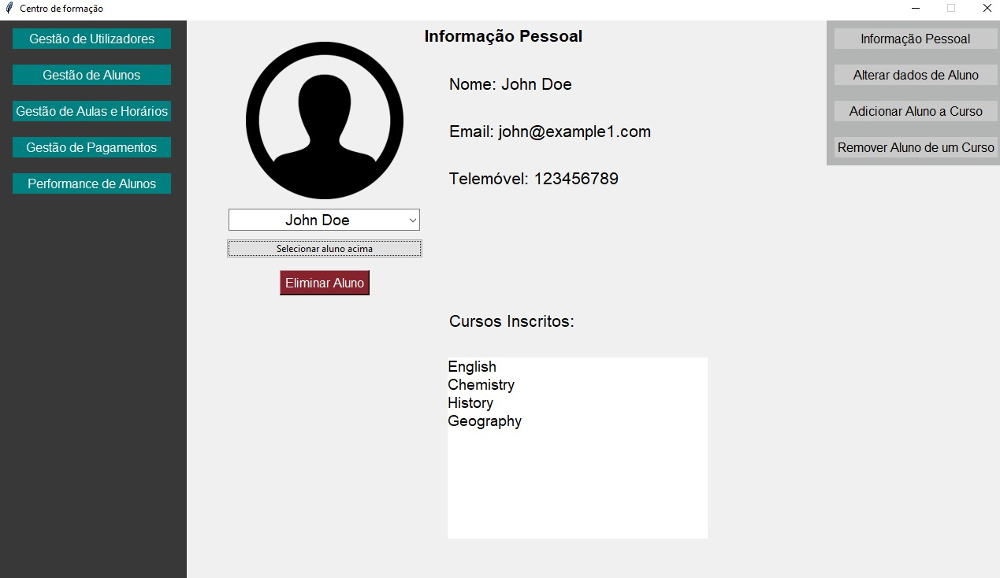 Centro de formação
Gestão de Utilizadores
Gestão de Alunos
Gestão de Aulas e Horários
Gestão de Pagamentos
Performance de Alunos
John Doe
Selecionar aluno acima
Eliminar Aluno
Informação Pessoal
Nome: John Doe
Email: john@example1.com
Telemóvel: 123456789
Cursos Inscritos:
English
Chemistry
History
Geography
Informação Pessoal
Alterar dados de Aluno
Adicionar Aluno a Curso
Remover Aluno de um Curso